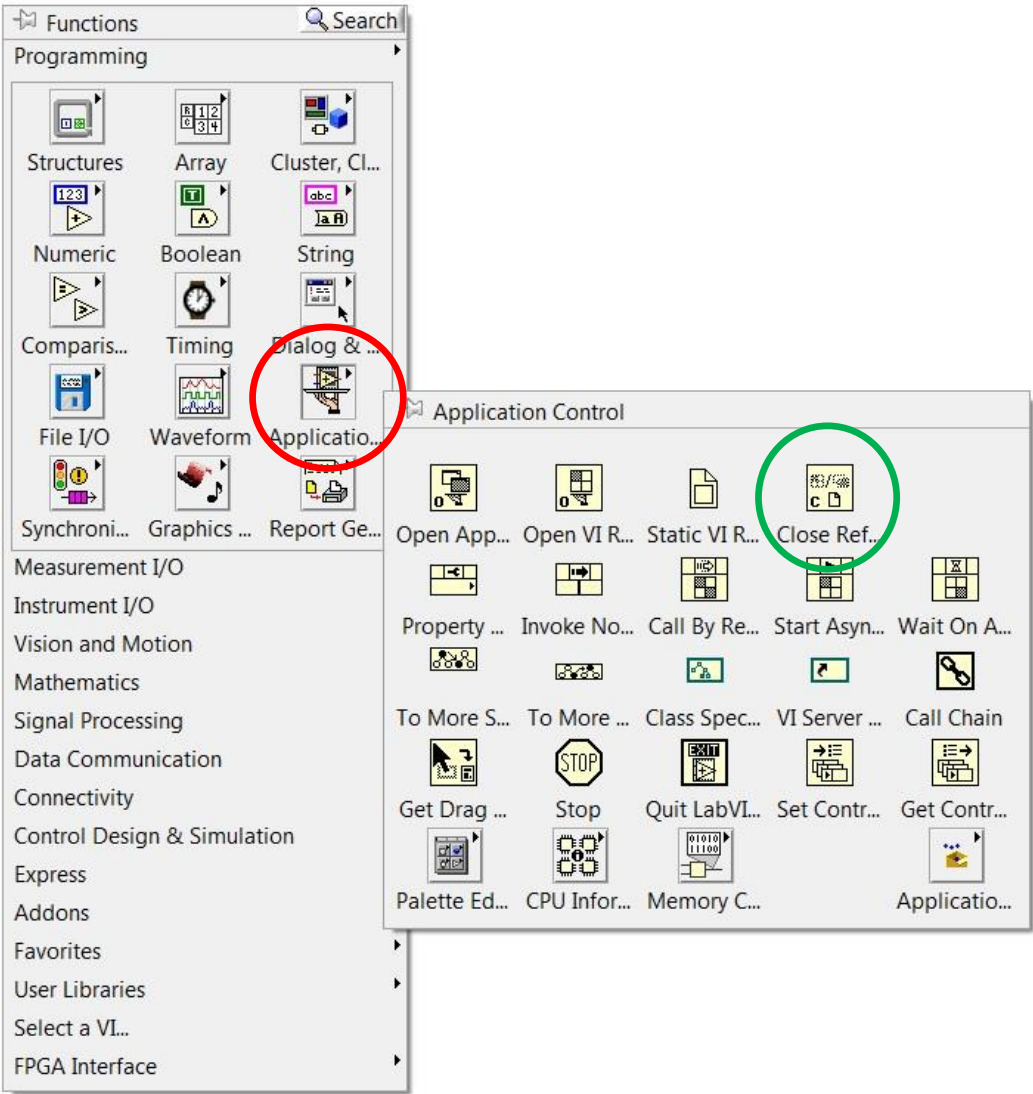 Functions Search
Programming
Structures Array Cluster, Cl...
Numeric Boolean String
Comparis... Timing Dialog & ...
File I/O Waveform Applicatio...
Synchroni... Graphics ... Report Ge...
Measurement I/O
Instrument I/O
Vision and Motion
Mathematics
Signal Processing
Data Communication
Connectivity
Control Design & Simulation
Express
Addons
Favorites
User Libraries
Select a VI...
FPGA Interface
Application Control
Open App... Open VI R... Static VI R... Close Ref...
Property ... Invoke No... Call By Re... Start Asyn... Wait On A...
To More S... To More ... Class Spec... VI Server ... Call Chain
STOP EXIT
Get Drag ... Stop Quit LabVI... Set Contr... Get Contr...
Palette Ed... CPU Infor... Memory C... Applicatio...